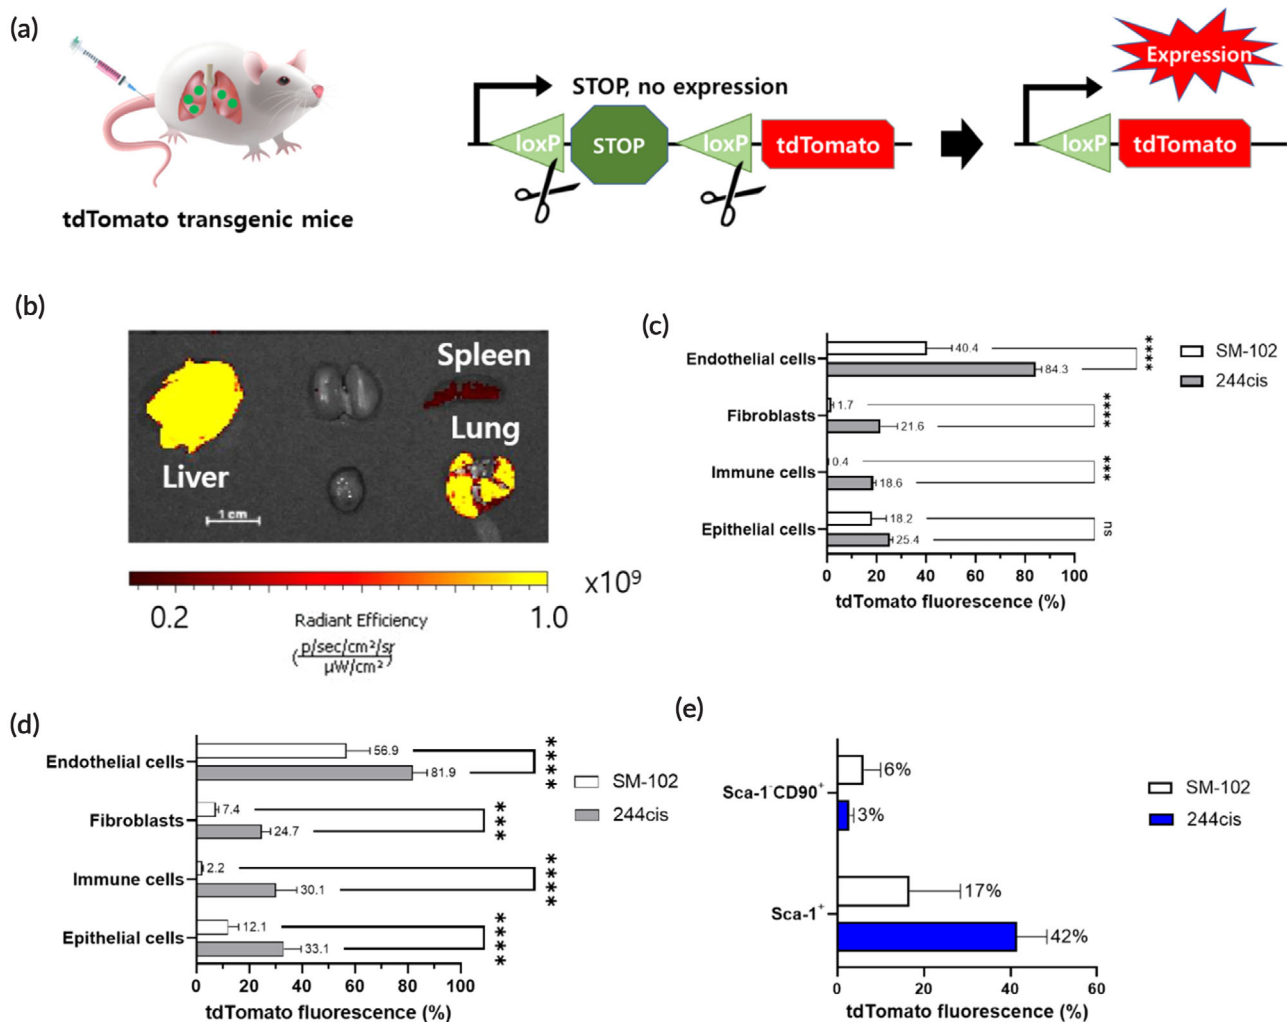 (a)
tdTomato transgenic mice
STOP, no expression
loxP
STOP
loxP
tdTomato
Expression
loxP
tdTomato
(b)
Liver
Spleen
Lung
1 cm
0.2
Radiant Efficiency
1.0
x10⁹
(p/sec/cm²/sr
µW/cm²)
(c)
Endothelial cells
40.4
84.3
****
Fibroblasts
1.7
21.6
****
Immune cells
0.4
18.6
***
Epithelial cells
18.2
25.4
ns
0 20 40 60 80 100
tdTomato fluorescence (%)
SM-102
244cis
(d)
Endothelial cells
56.9
81.9
****
Fibroblasts
7.4
24.7
***
Immune cells
2.2
30.1
****
Epithelial cells
12.1
33.1
****
0 20 40 60 80 100
tdTomato fluorescence (%)
SM-102
244cis
(e)
Sca-1⁻CD90⁺
6%
3%
Sca-1⁺
17%
42%
0 20 40 60
tdTomato fluorescence (%)
SM-102
244cis